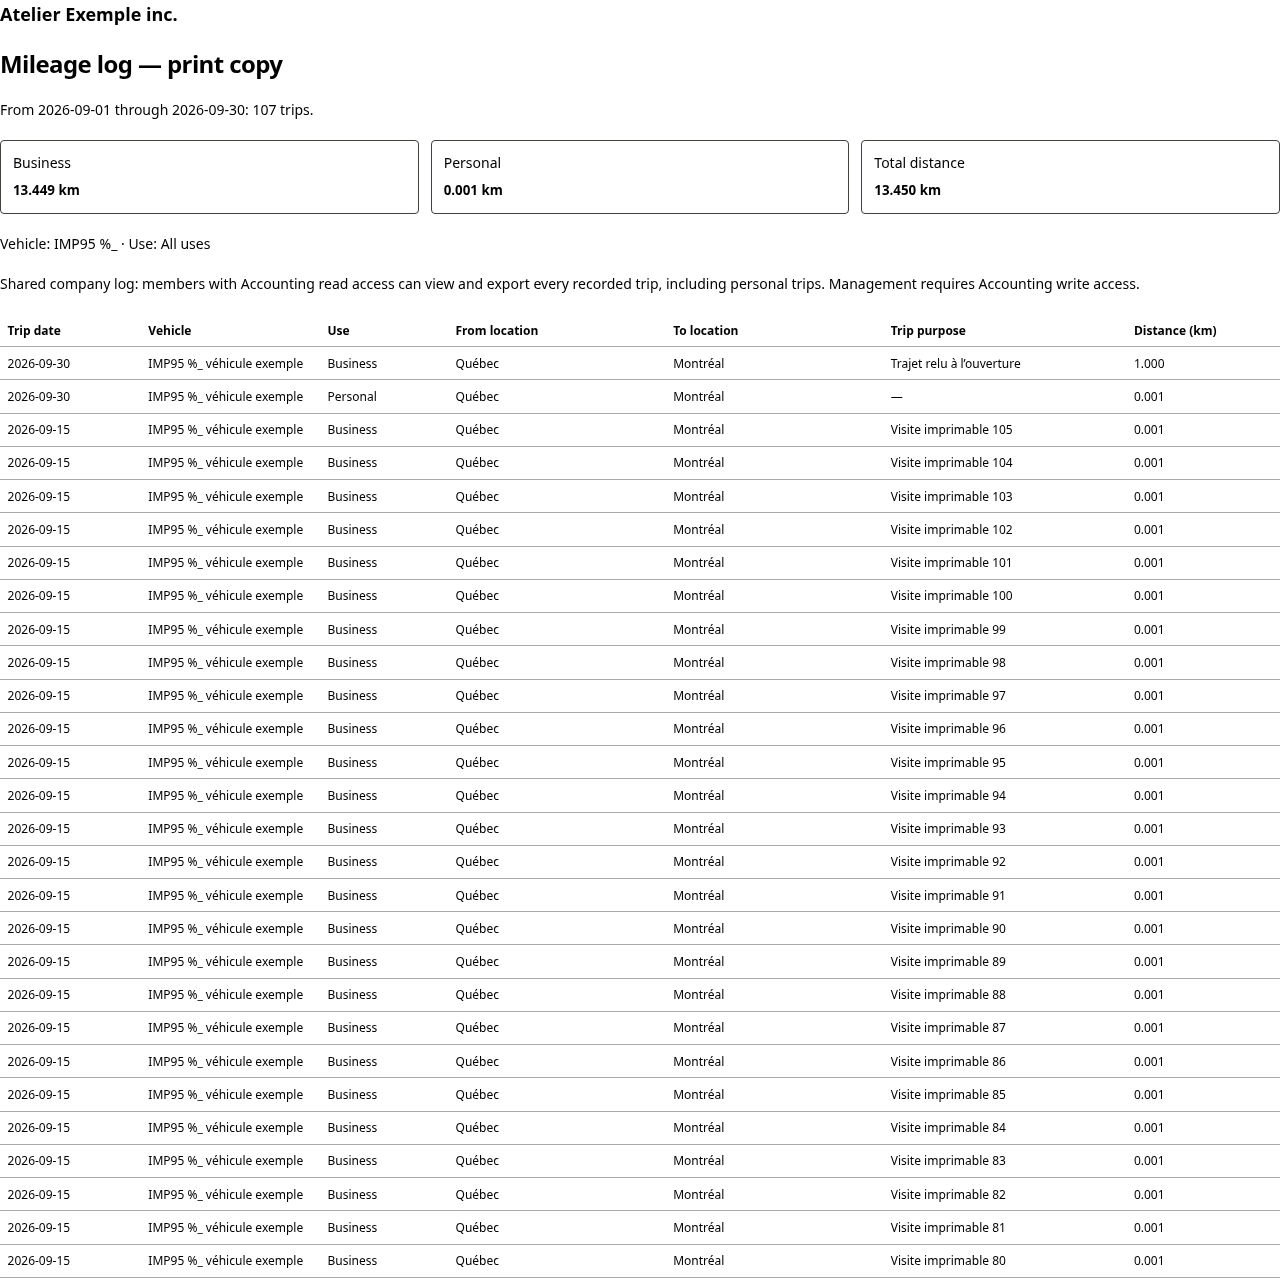 Atelier Exemple inc.
Mileage log — print copy
From 2026-09-01 through 2026-09-30: 107 trips.
Business
13.449 km
Personal
0.001 km
Total distance
13.450 km
Vehicle: IMP95 %_ · Use: All uses
Shared company log: members with Accounting read access can view and export every recorded trip, including personal trips. Management requires Accounting write access.
Trip date Vehicle Use From location To location Trip purpose Distance (km)
2026-09-30 IMP95 %_ véhicule exemple Business Québec Montréal Trajet relu à l’ouverture 1.000
2026-09-30 IMP95 %_ véhicule exemple Personal Québec Montréal — 0.001
2026-09-15 IMP95 %_ véhicule exemple Business Québec Montréal Visite imprimable 105 0.001
2026-09-15 IMP95 %_ véhicule exemple Business Québec Montréal Visite imprimable 104 0.001
2026-09-15 IMP95 %_ véhicule exemple Business Québec Montréal Visite imprimable 103 0.001
2026-09-15 IMP95 %_ véhicule exemple Business Québec Montréal Visite imprimable 102 0.001
2026-09-15 IMP95 %_ véhicule exemple Business Québec Montréal Visite imprimable 101 0.001
2026-09-15 IMP95 %_ véhicule exemple Business Québec Montréal Visite imprimable 100 0.001
2026-09-15 IMP95 %_ véhicule exemple Business Québec Montréal Visite imprimable 99 0.001
2026-09-15 IMP95 %_ véhicule exemple Business Québec Montréal Visite imprimable 98 0.001
2026-09-15 IMP95 %_ véhicule exemple Business Québec Montréal Visite imprimable 97 0.001
2026-09-15 IMP95 %_ véhicule exemple Business Québec Montréal Visite imprimable 96 0.001
2026-09-15 IMP95 %_ véhicule exemple Business Québec Montréal Visite imprimable 95 0.001
2026-09-15 IMP95 %_ véhicule exemple Business Québec Montréal Visite imprimable 94 0.001
2026-09-15 IMP95 %_ véhicule exemple Business Québec Montréal Visite imprimable 93 0.001
2026-09-15 IMP95 %_ véhicule exemple Business Québec Montréal Visite imprimable 92 0.001
2026-09-15 IMP95 %_ véhicule exemple Business Québec Montréal Visite imprimable 91 0.001
2026-09-15 IMP95 %_ véhicule exemple Business Québec Montréal Visite imprimable 90 0.001
2026-09-15 IMP95 %_ véhicule exemple Business Québec Montréal Visite imprimable 89 0.001
2026-09-15 IMP95 %_ véhicule exemple Business Québec Montréal Visite imprimable 88 0.001
2026-09-15 IMP95 %_ véhicule exemple Business Québec Montréal Visite imprimable 87 0.001
2026-09-15 IMP95 %_ véhicule exemple Business Québec Montréal Visite imprimable 86 0.001
2026-09-15 IMP95 %_ véhicule exemple Business Québec Montréal Visite imprimable 85 0.001
2026-09-15 IMP95 %_ véhicule exemple Business Québec Montréal Visite imprimable 84 0.001
2026-09-15 IMP95 %_ véhicule exemple Business Québec Montréal Visite imprimable 83 0.001
2026-09-15 IMP95 %_ véhicule exemple Business Québec Montréal Visite imprimable 82 0.001
2026-09-15 IMP95 %_ véhicule exemple Business Québec Montréal Visite imprimable 81 0.001
2026-09-15 IMP95 %_ véhicule exemple Business Québec Montréal Visite imprimable 80 0.001